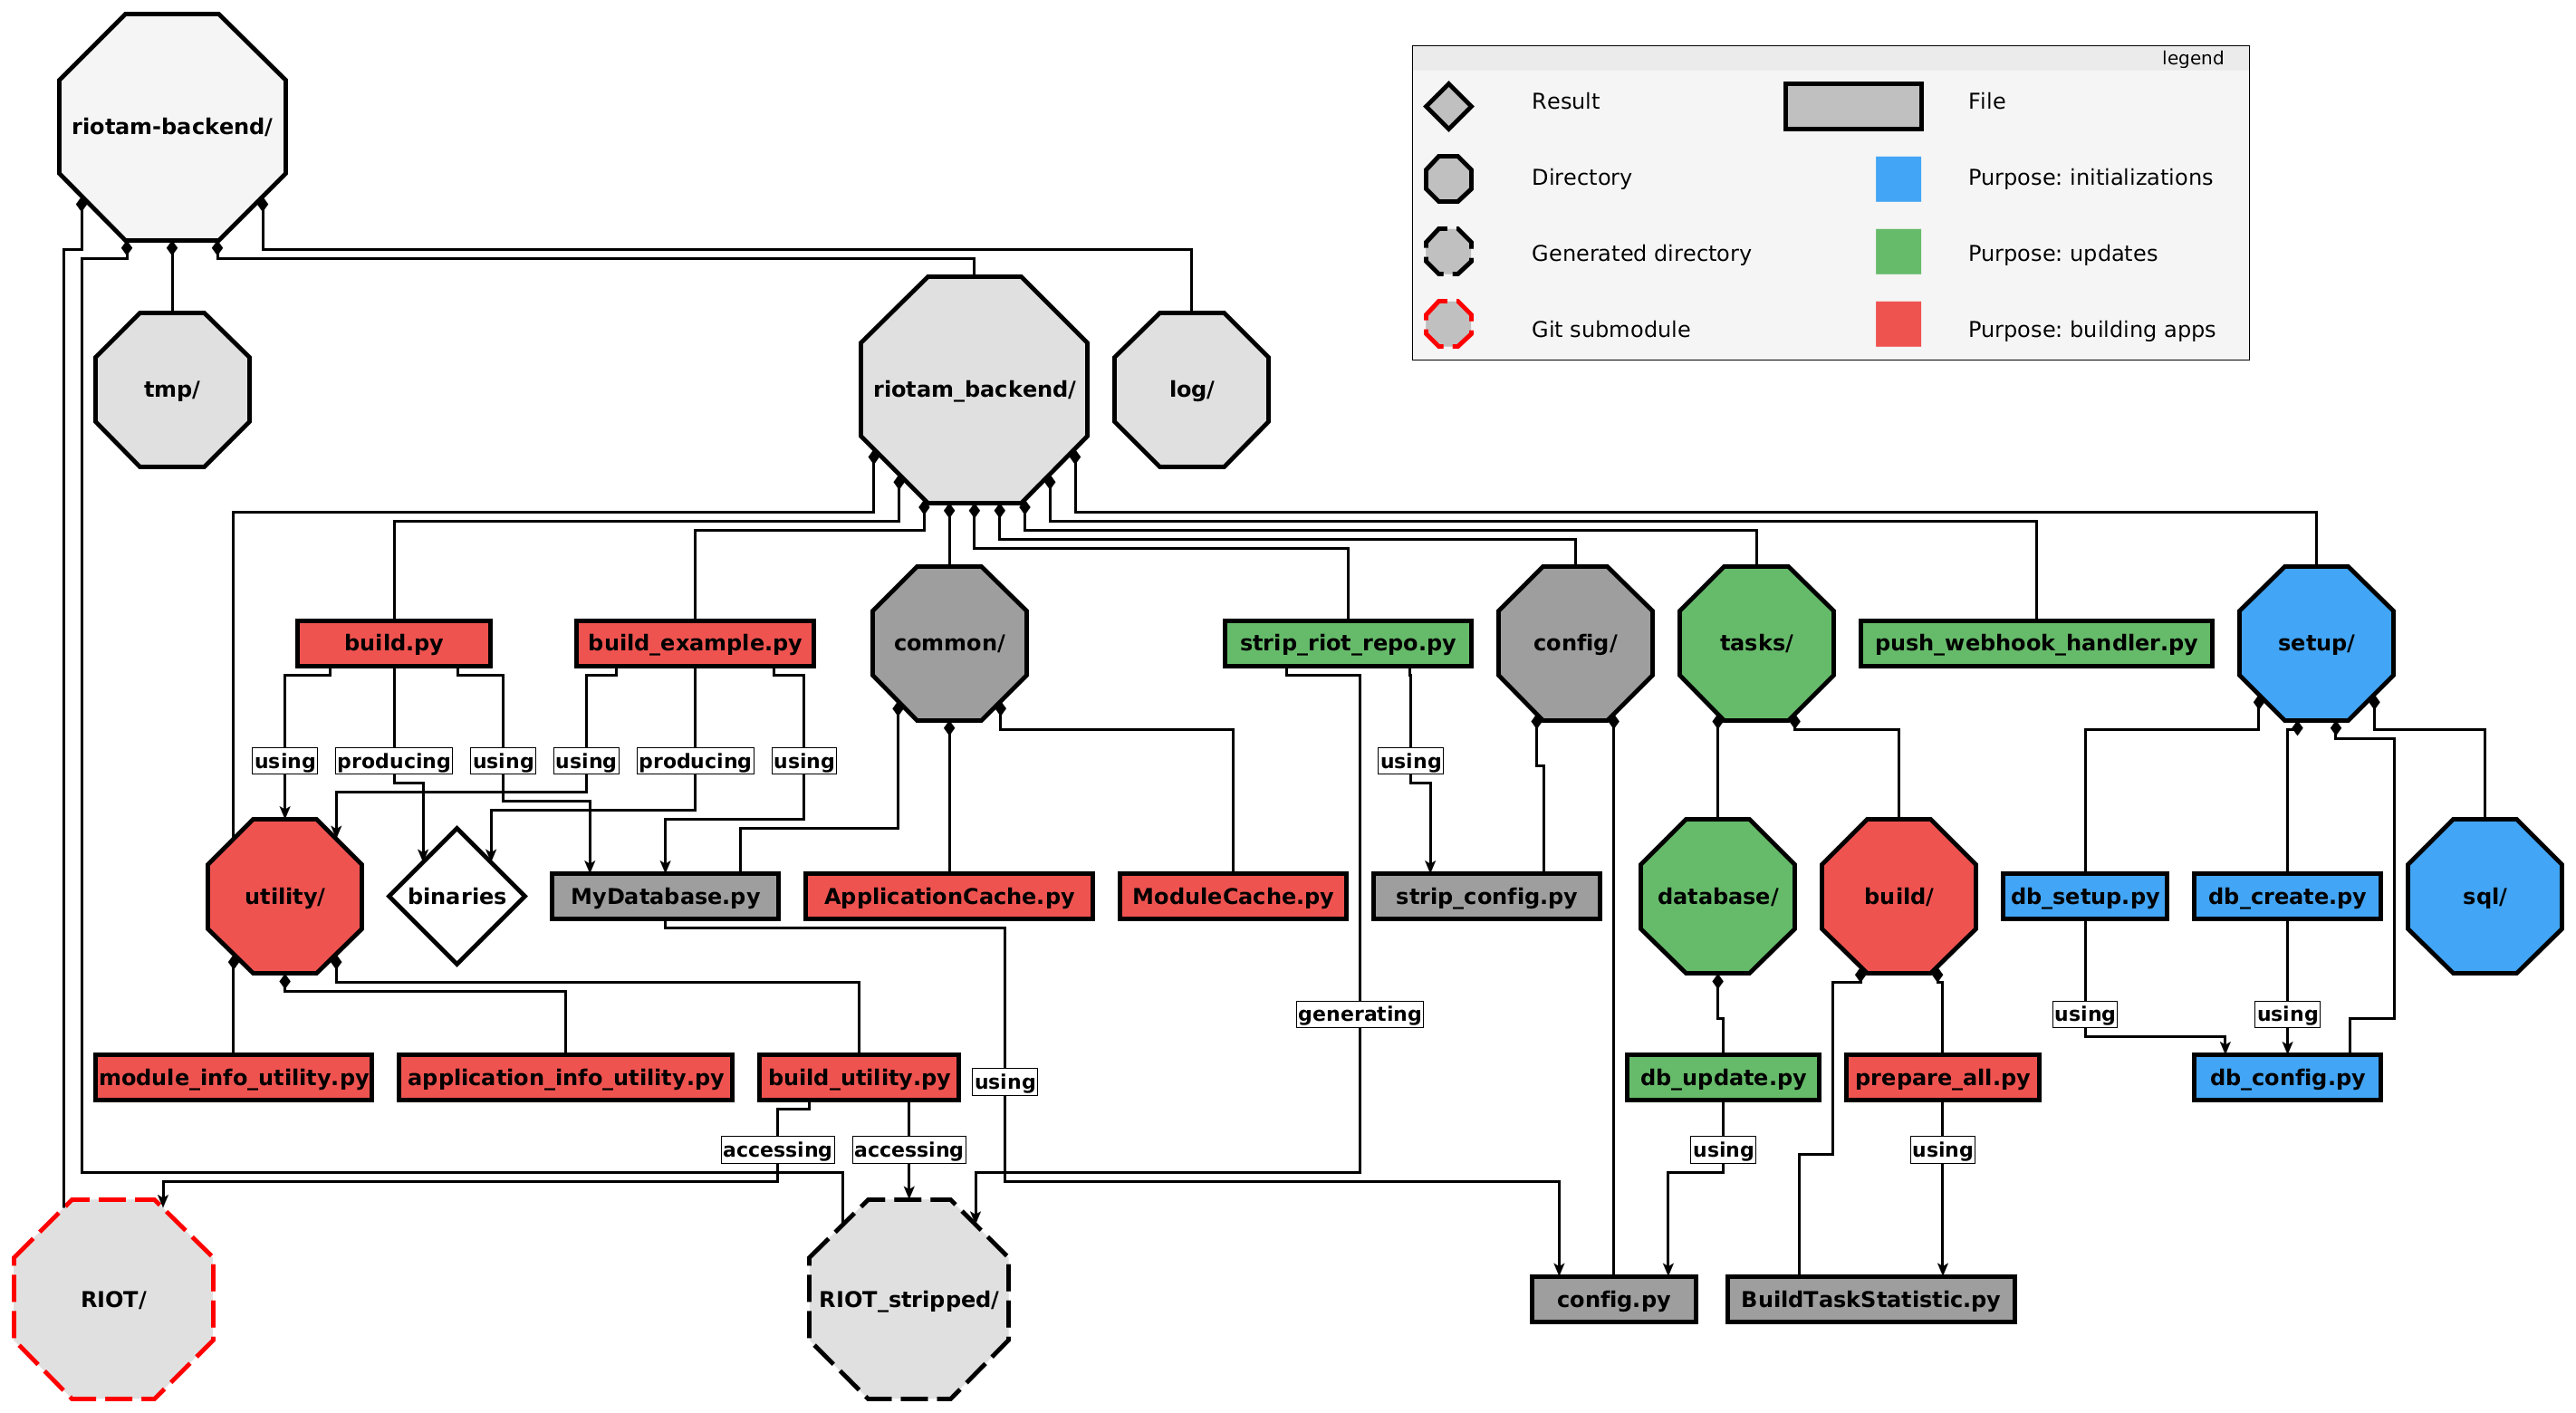 riotam-backend/
legend
Result
File
Directory
Purpose: initializations
Generated directory
Purpose: updates
Git submodule
Purpose: building apps
tmp/
riotam_backend/
log/
build.py
build_example.py
common/
strip_riot_repo.py
config/
tasks/
push_webhook_handler.py
setup/
using
producing
using
using
producing
using
using
utility/
binaries
MyDatabase.py
ApplicationCache.py
ModuleCache.py
strip_config.py
database/
build/
db_setup.py
db_create.py
sql/
generating
using
using
module_info_utility.py
application_info_utility.py
build_utility.py
using
db_update.py
prepare_all.py
db_config.py
accessing
accessing
using
using
RIOT/
RIOT_stripped/
config.py
BuildTaskStatistic.py